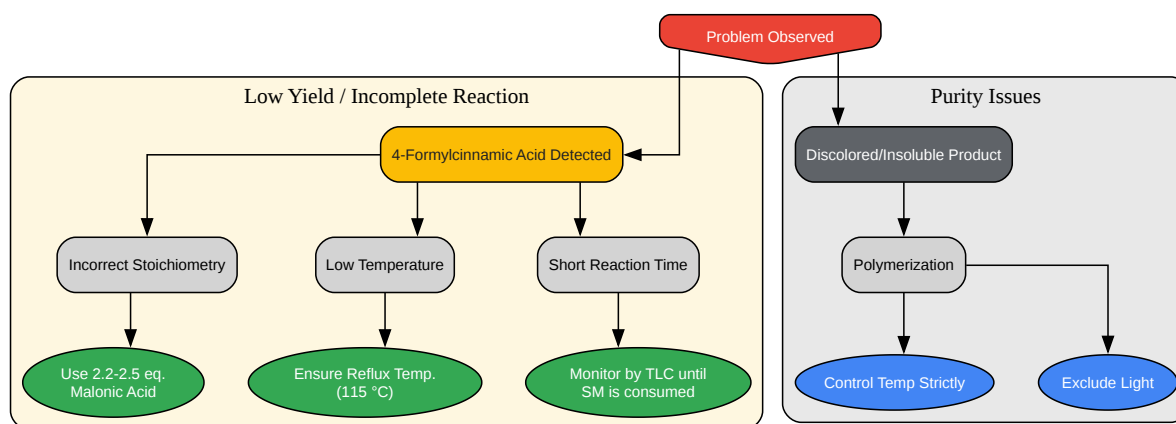 Problem Observed
Low Yield / Incomplete Reaction
Purity Issues
4-Formylcinnamic Acid Detected
Discolored/Insoluble Product
Incorrect Stoichiometry
Low Temperature
Short Reaction Time
Polymerization
Use 2.2-2.5 eq.
Malonic Acid
Ensure Reflux Temp.
(115 °C)
Monitor by TLC until
SM is consumed
Control Temp Strictly
Exclude Light